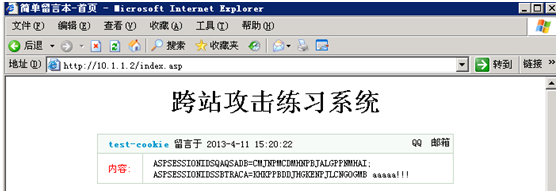 简单留言本-首页 - Microsoft Internet Explorer
文件(F) 编辑(E) 查看(V) 收藏(A) 工具(T) 帮助(H)
后退 搜索 收藏夹
地址(D) http://10.1.1.2/index.asp 转到 链接 »
跨站攻击练习系统
test-cookie 留言于 2013-4-11 15:20:22 QQ 邮箱
内容: ASPSESSIONIDSQAQSADB=CMJNPMCDMHNPBJALGPPNMHAI;
ASPSESSIONIDSSBTRACA=KHKPPBDDJHGKENPJLCNGOGMB aaaaa!!!